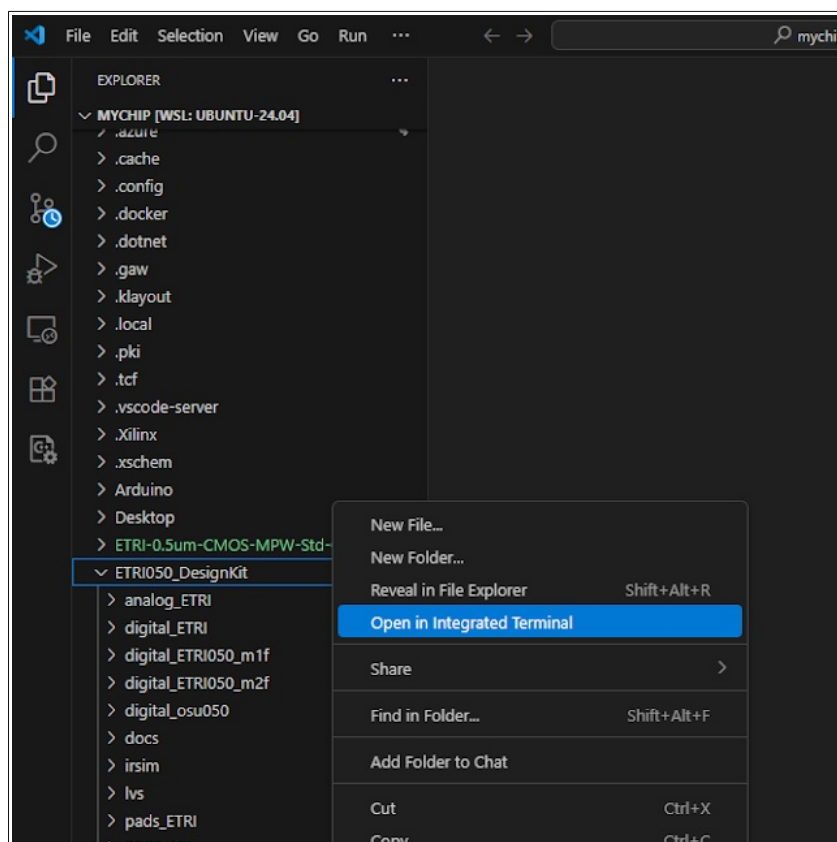 File Edit Selection View Go Run ··· ← → mychi
EXPLORER ···
MYCHIP [WSL: UBUNTU-24.04]
.azure
.cache
.config
.docker
.dotnet
.gaw
.klayout
.local
.pki
.tcf
.vscode-server
.Xilinx
.xschem
Arduino
Desktop
ETRI-0.5um-CMOS-MPW-Std-
ETRI050_DesignKit
analog_ETRI
digital_ETRI
digital_ETRI050_m1f
digital_ETRI050_m2f
digital_osu050
docs
irsim
lvs
pads_ETRI
New File...
New Folder...
Reveal in File Explorer Shift+Alt+R
Open in Integrated Terminal
Share
Find in Folder... Shift+Alt+F
Add Folder to Chat
Cut Ctrl+X
Copy Ctrl+C